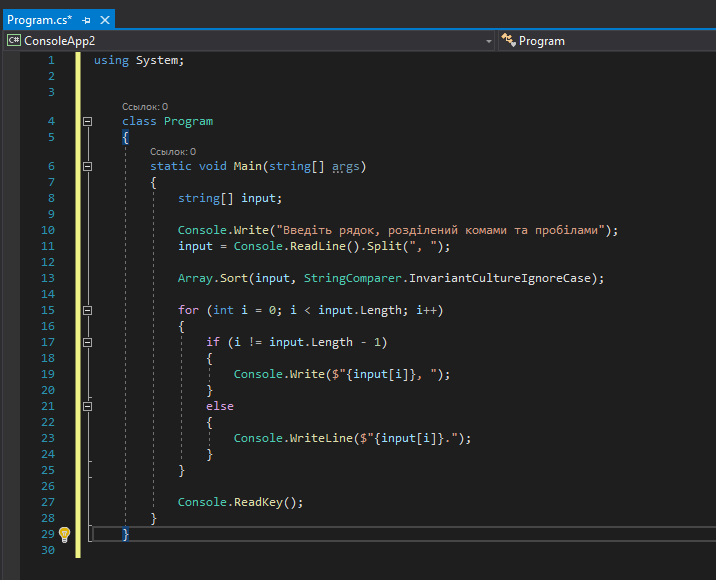 Program.cs*
C# ConsoleApp2 Program
1 using System;
2
3
Ссылок: 0
4 class Program
5 {
Ссылок: 0
6 static void Main(string[] args)
7 {
8 string[] input;
9
10 Console.Write("Введіть рядок, розділений комами та пробілами");
11 input = Console.ReadLine().Split(", ");
12
13 Array.Sort(input, StringComparer.InvariantCultureIgnoreCase);
14
15 for (int i = 0; i < input.Length; i++)
16 {
17 if (i != input.Length - 1)
18 {
19 Console.Write($"{input[i]}, ");
20 }
21 else
22 {
23 Console.WriteLine($"{input[i]}.");
24 }
25 }
26
27 Console.ReadKey();
28 }
29 }
30